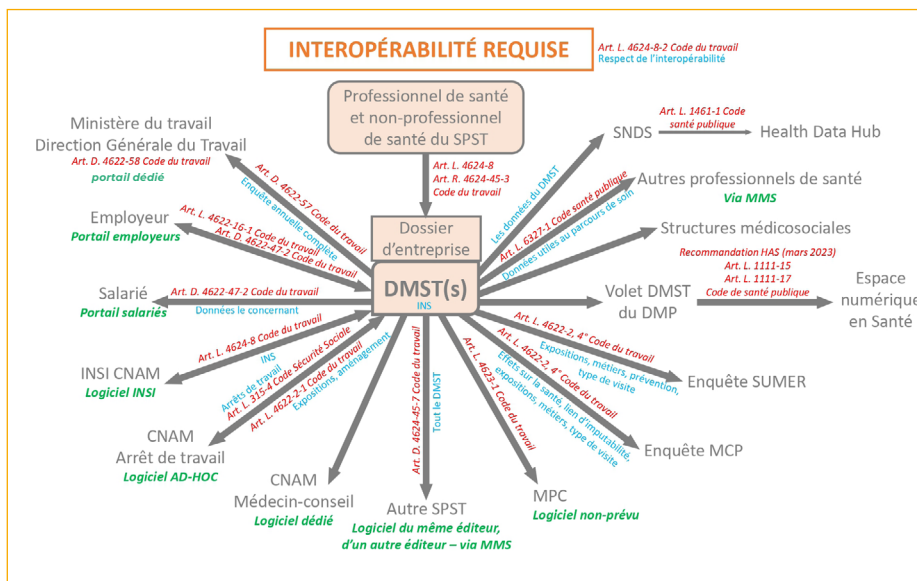 INTEROPÉRABILITÉ REQUISE
Art. L. 4624-8-2 Code du travail
Respect de l'interopérabilité
Professionnel de santé
et non-professionnel
de santé du SPST
Art. L. 4624-8
Art. R. 4624-45-3
Code du travail
Dossier
d'entreprise
DMST(s)
INS
Ministère du travail
Direction Générale du Travail
Art. D. 4622-58 Code du travail
portail dédié
Art. D. 4622-57 Code du travail
Enquête annuelle complète
Employeur
Portail employeurs
Art. L. 4622-16-1 Code du travail
Art. D. 4622-47-2 Code du travail
Salarié
Portail salariés
Art. D. 4622-47-2 Code du travail
Données le concernant
INSI CNAM
Logiciel INSI
Art. L. 4624-8 Code du travail
INS
CNAM
Arrêt de travail
Logiciel AD-HOC
Arrêts de travail
Art. L. 315-4 Code Sécurité Sociale
Art. L. 4622-2-1 Code du travail
Expositions, aménagement
CNAM
Médecin-conseil
Logiciel dédié
Autre SPST
Logiciel du même éditeur,
d'un autre éditeur – via MMS
Art. D. 4624-45-7 Code du travail
Tout le DMST
MPC
Logiciel non-prévu
Art. L. 4623-1 Code du travail
Enquête MCP
Art. L. 4622-2, 4° Code du travail
Effets sur la santé, lien d'imputabilité,
expositions, métiers, type de visite
Enquête SUMER
Art. L. 4622-2, 4° Code du travail
Expositions, métiers, prévention,
type de visite
Volet DMST
du DMP
Recommandation HAS (mars 2023)
Art. L. 1111-15
Art. L. 1111-17
Code de santé publique
Espace
numérique
en Santé
Structures médicosociales
Autres professionnels de santé
Via MMS
Art. L. 6327-1 Code santé publique
Données utiles au parcours de soin
SNDS
Les données du DMST
Art. L. 1461-1 Code
santé publique
Health Data Hub